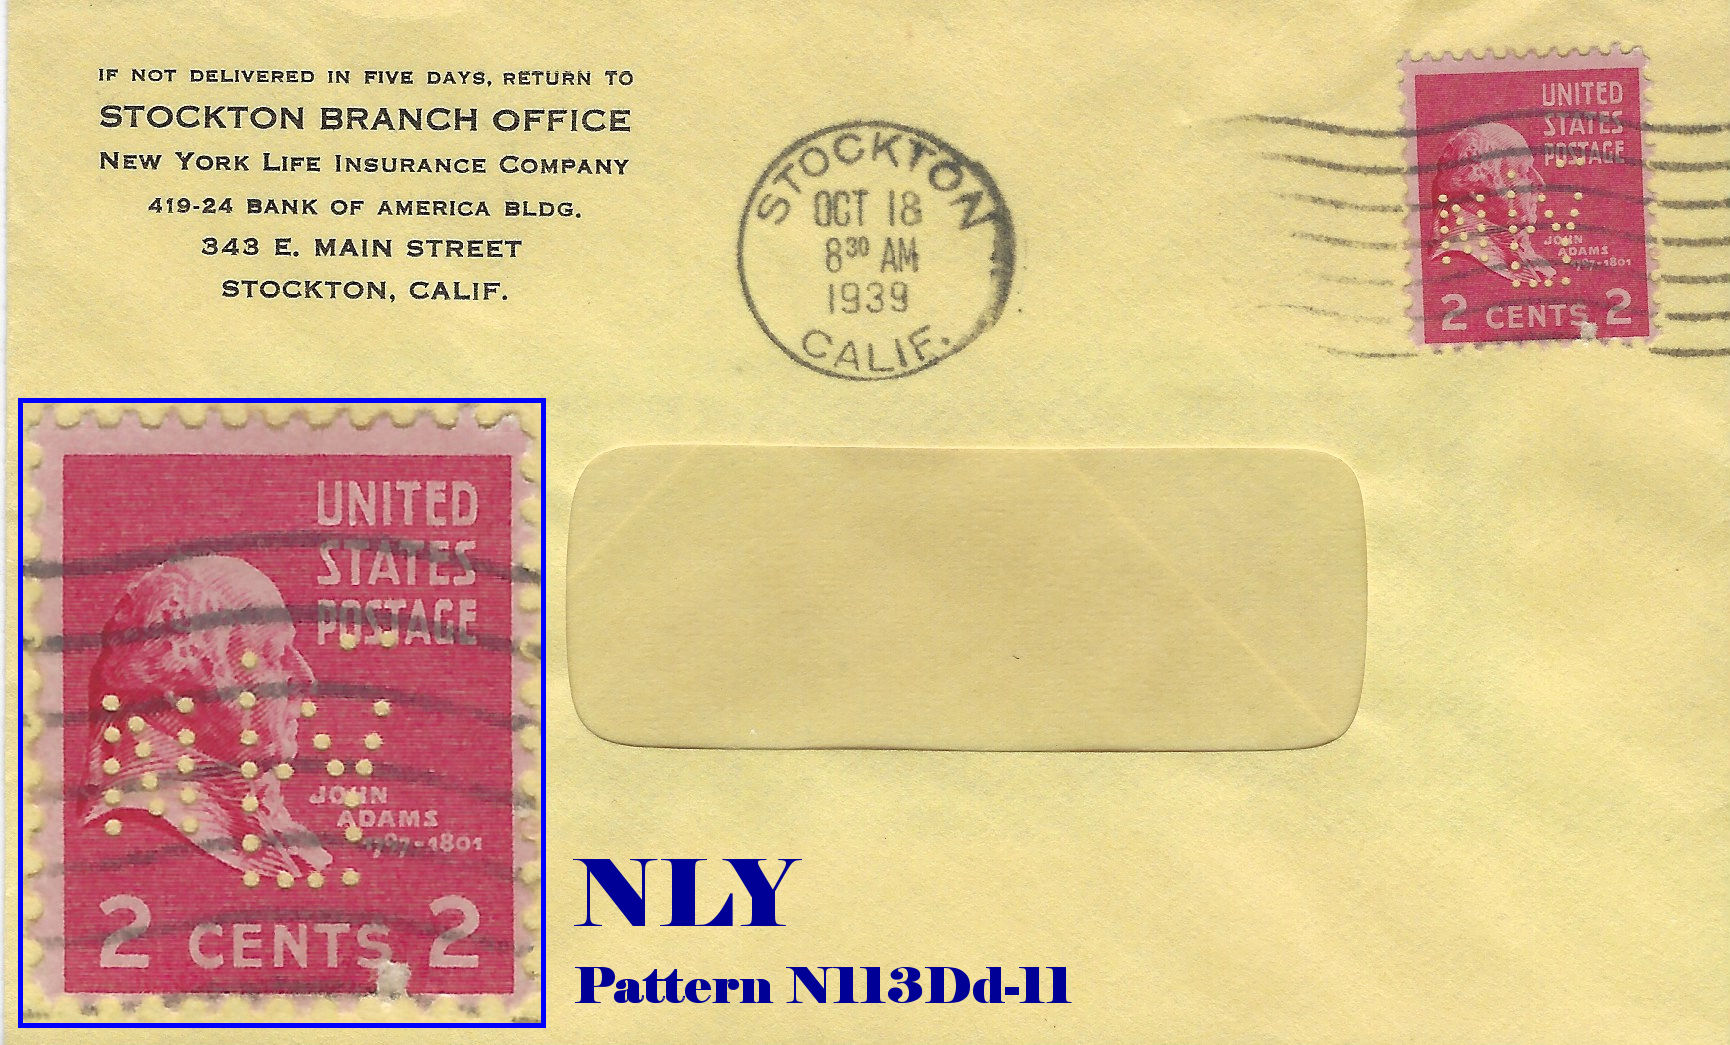 IF NOT DELIVERED IN FIVE DAYS, RETURN TO
STOCKTON BRANCH OFFICE
NEW YORK LIFE INSURANCE COMPANY
419-24 BANK OF AMERICA BLDG.
343 E. MAIN STREET
STOCKTON, CALIF.
STOCKTON
OCT 18
8 30 AM
1939
CALIF.
UNITED
STATES
POSTAGE
JOHN
ADAMS
1797-1801
2 CENTS 2
UNITED
STATES
POSTAGE
JOHN
ADAMS
1797-1801
2 CENTS 2
NLY
Pattern N113Dd-11